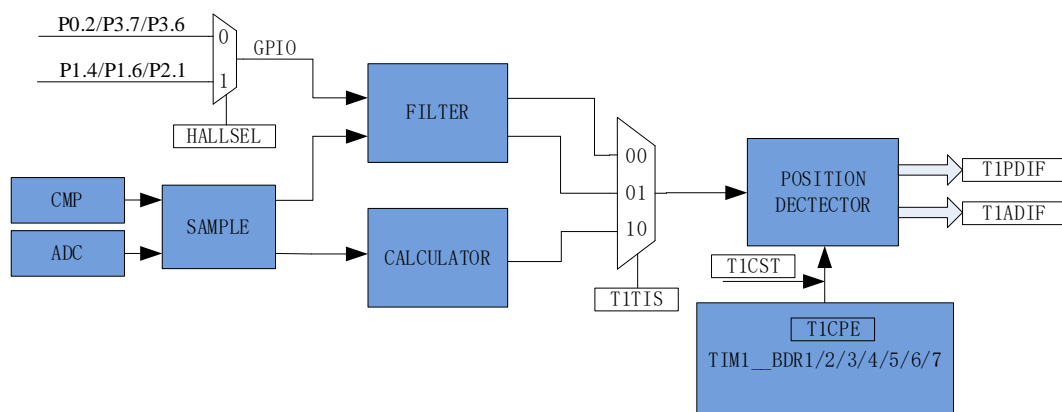 P0.2/P3.7/P3.6
0
GPIO
P1.4/P1.6/P2.1
1
HALLSEL
FILTER
CMP
ADC
SAMPLE
CALCULATOR
00
01
10
T1TIS
POSITION
DECTECTOR
T1PDIF
T1ADIF
T1CST
T1CPE
TIM1__BDR1/2/3/4/5/6/7